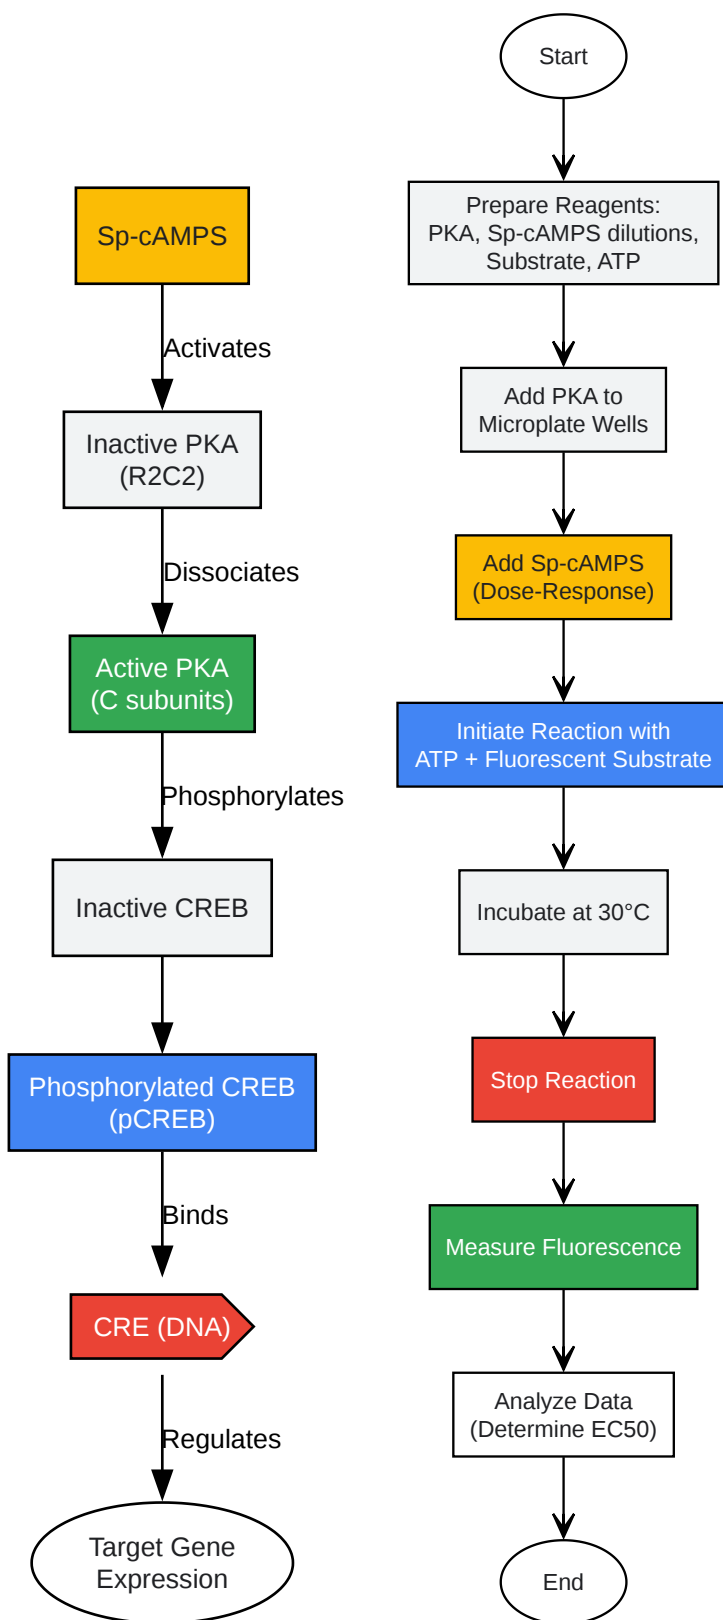 Sp-cAMPS
Activates
Inactive PKA
(R2C2)
Dissociates
Active PKA
(C subunits)
Phosphorylates
Inactive CREB
Phosphorylated CREB
(pCREB)
Binds
CRE (DNA)
Regulates
Target Gene
Expression
Start
Prepare Reagents:
PKA, Sp-cAMPS dilutions,
Substrate, ATP
Add PKA to
Microplate Wells
Add Sp-cAMPS
(Dose-Response)
Initiate Reaction with
ATP + Fluorescent Substrate
Incubate at 30°C
Stop Reaction
Measure Fluorescence
Analyze Data
(Determine EC50)
End